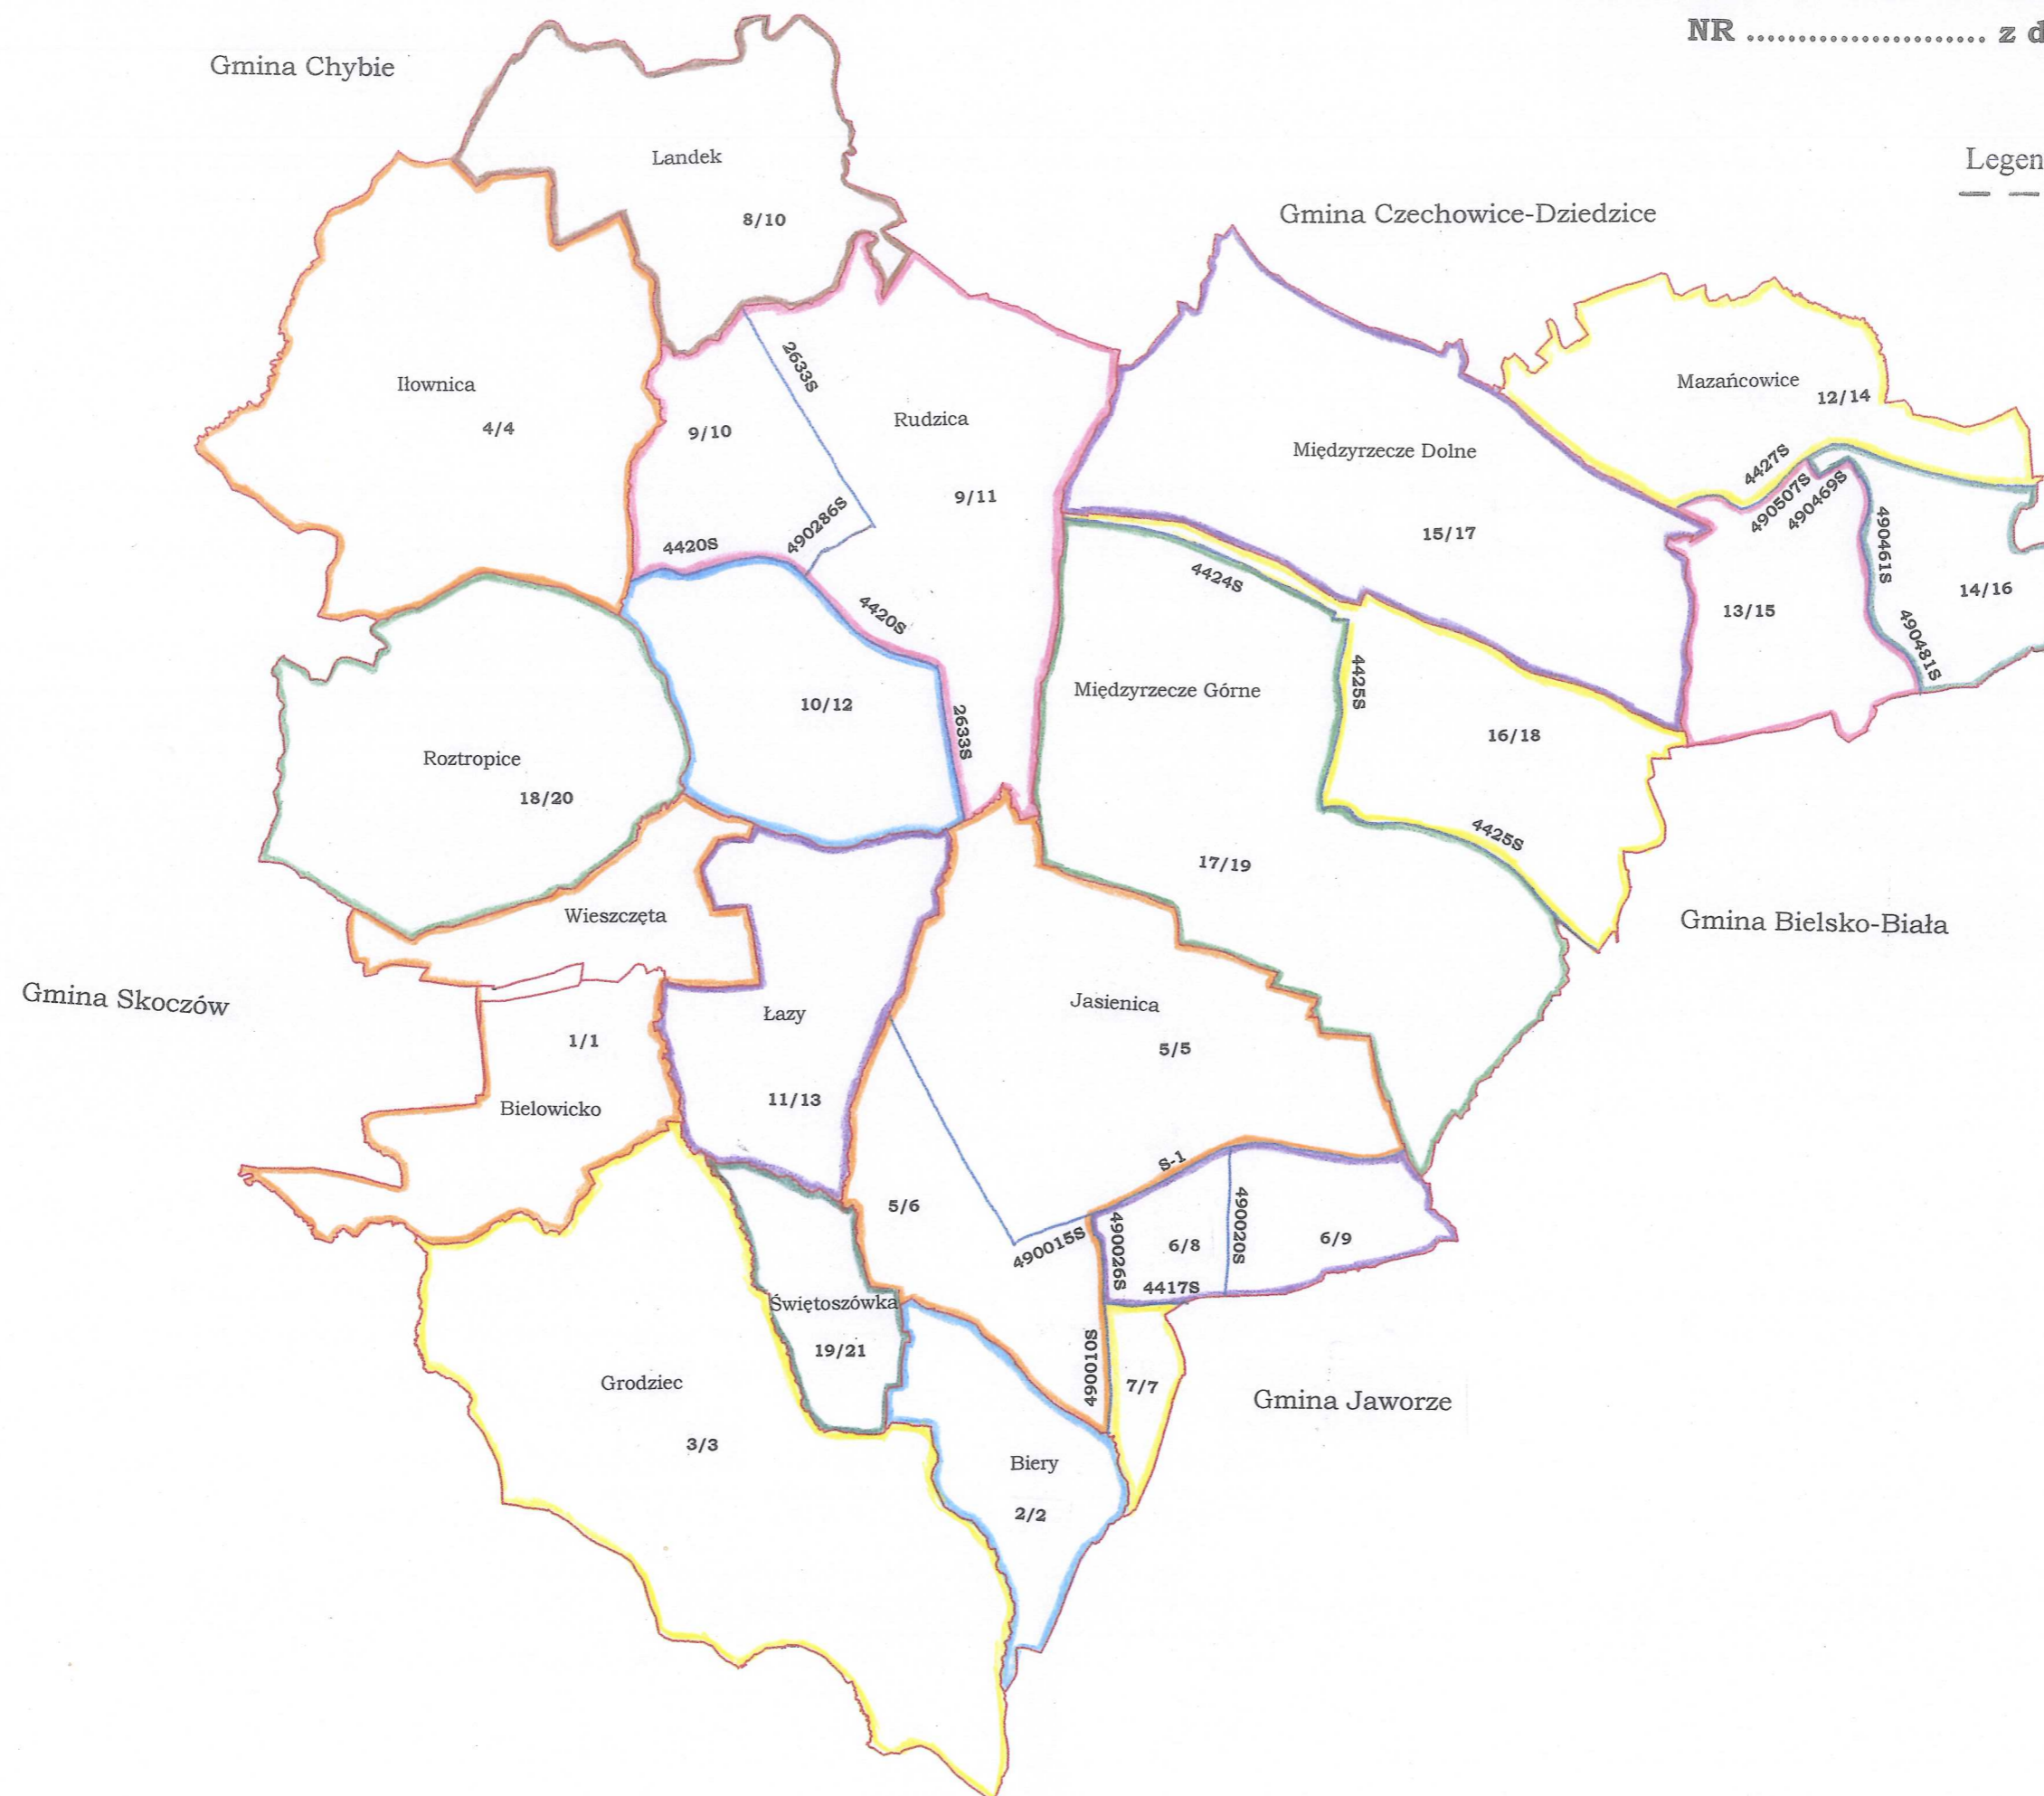 NR ....................... z d
Gmina Chybie
Legen
Landek
8/10
Gmina Czechowice-Dziedzice
2633S
Iłownica
4/4
9/10
Rudzica
9/11
Mazańcowice
12/14
Międzyrzecze Dolne
15/17
4427S
490507S
490469S
490461S
14/16
13/15
490481S
4420S
490286S
4420S
4424S
4425S
Międzyrzecze Górne
10/12
2633S
16/18
Roztropice
18/20
4425S
17/19
Wieszczęta
Gmina Bielsko-Biała
Gmina Skoczów
Łazy
Jasienica
5/5
1/1
Bielowicko
11/13
S-1
5/6
490015S
490026S
6/8
490020S
6/9
4417S
Świętoszówka
19/21
490010S
7/7
Gmina Jaworze
Grodziec
3/3
Biery
2/2